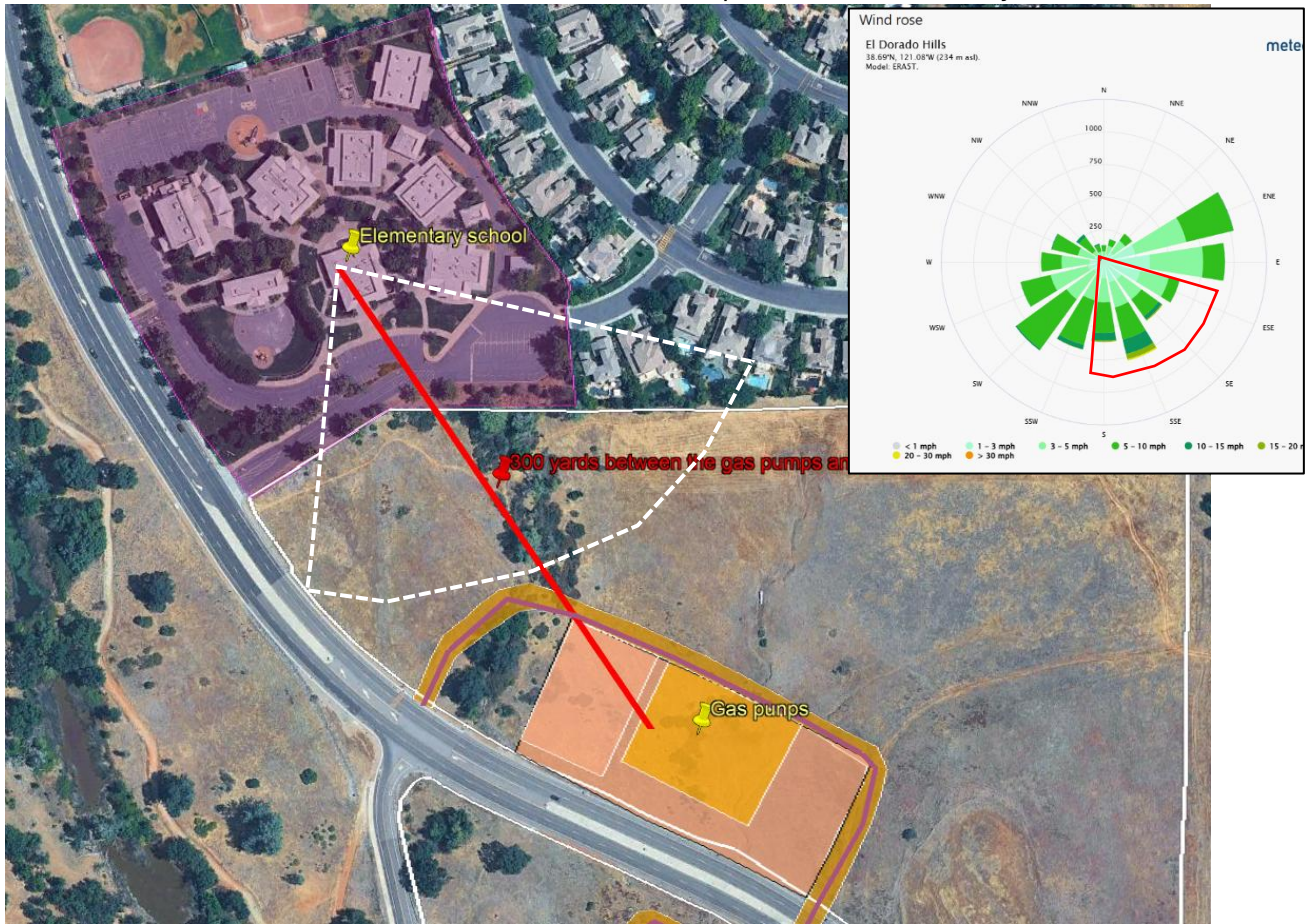 Wind rose
El Dorado Hills
38.69°N, 121.08°W (234 m asl).
Model: ERA5T.
N
NNW
NNE
NW
NE
1000
750
WNW
ENE
500
250
W
E
WSW
ESE
SW
SE
SSW
SSE
S
< 1 mph
1 - 3 mph
3 - 5 mph
5 - 10 mph
10 - 15 mph
15 - 20
20 - 30 mph
> 30 mph
Elementary school
300 yards between the gas pumps an
Gas punps